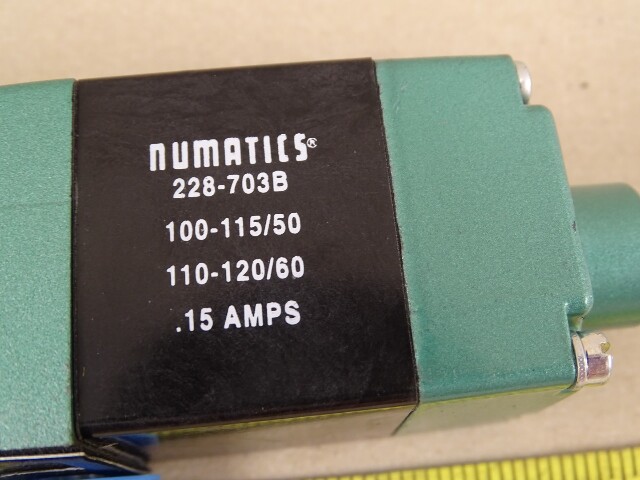 NUMATICS®
228-703B
100-115/50
110-120/60
.15 AMPS